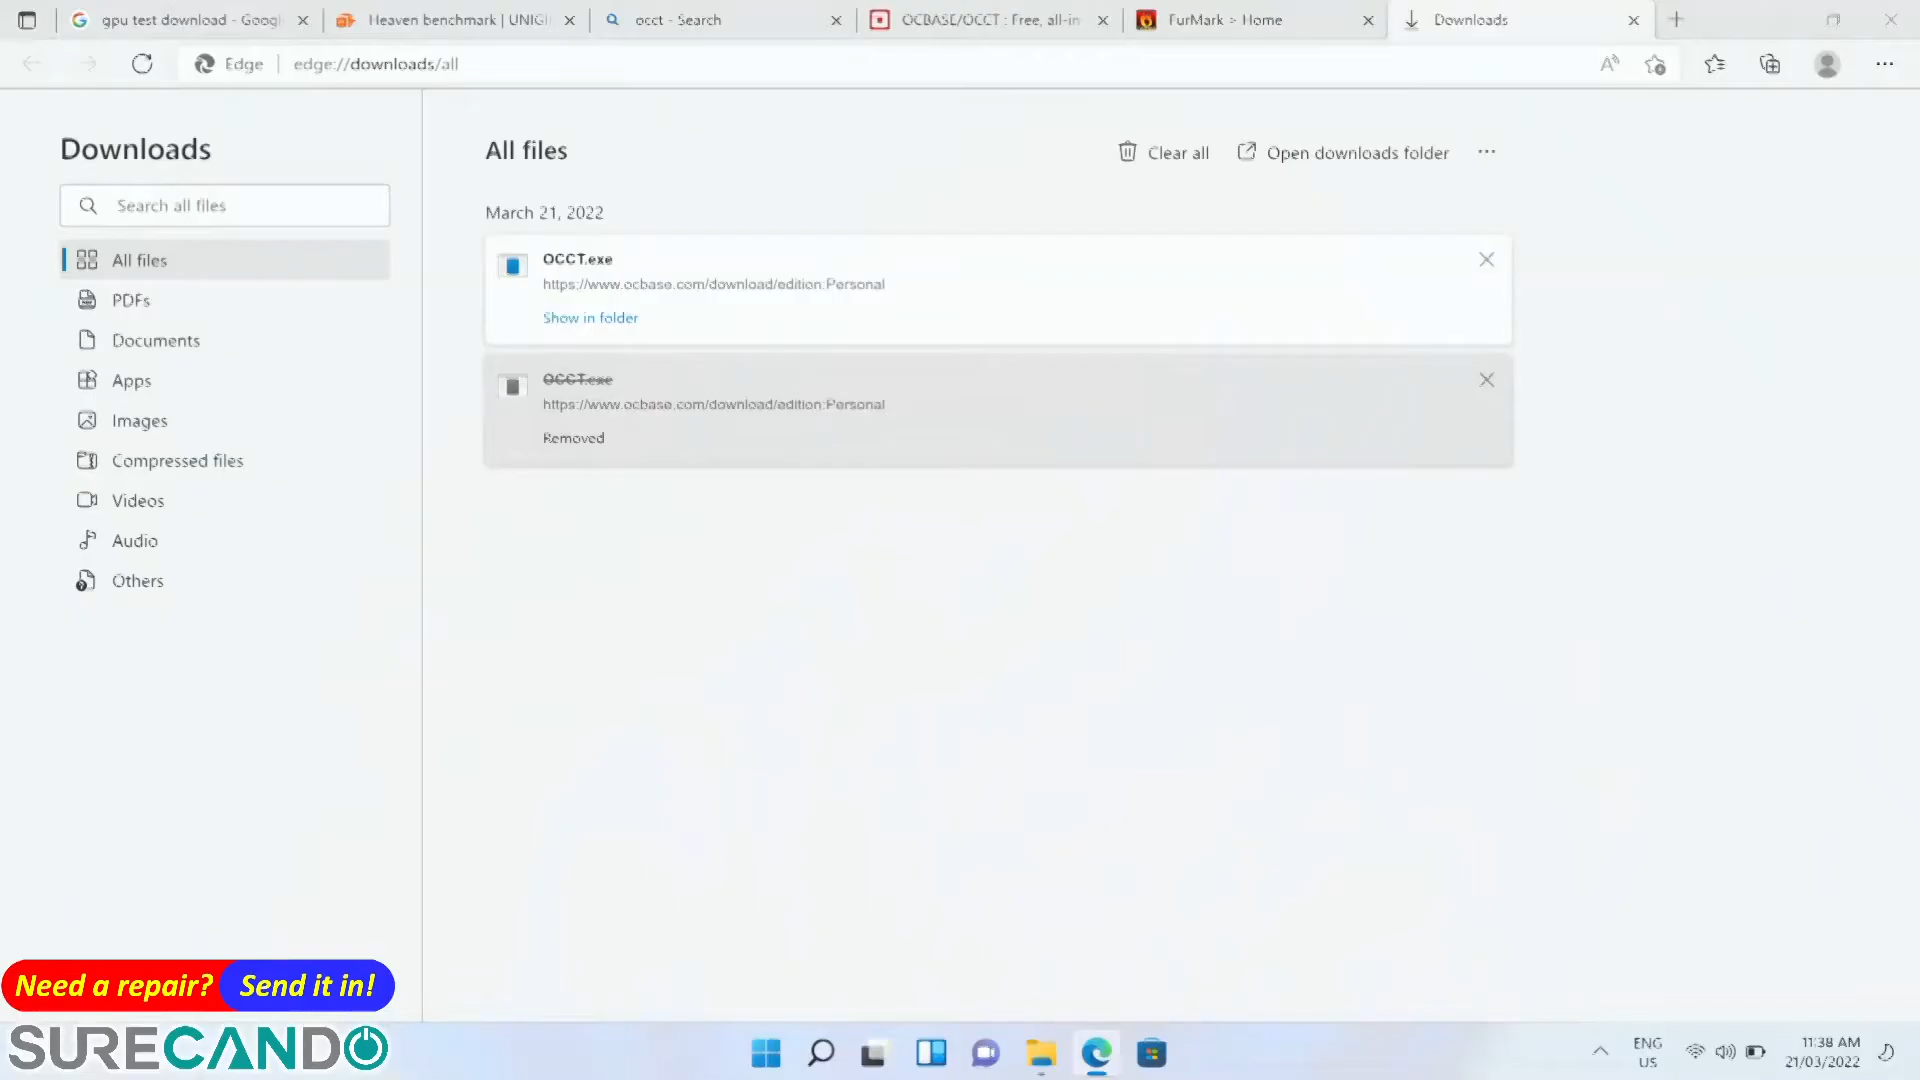 gpu test download - Googl
Heaven benchmark | UNIGI
occt - Search
OCBASE/OCCT : Free, all-in
FurMark > Home
Downloads
Edge
edge://downloads/all
Downloads
Search all files
All files
PDFs
Documents
Apps
Images
Compressed files
Videos
Audio
Others
All files
Clear all
Open downloads folder
March 21, 2022
OCCT.exe
https://www.ocbase.com/download/edition:Personal
Show in folder
OCCT.exe
https://www.ocbase.com/download/edition:Personal
Removed
Need a repair? Send it in!
SURECANDO
ENG
US
11:38 AM
21/03/2022